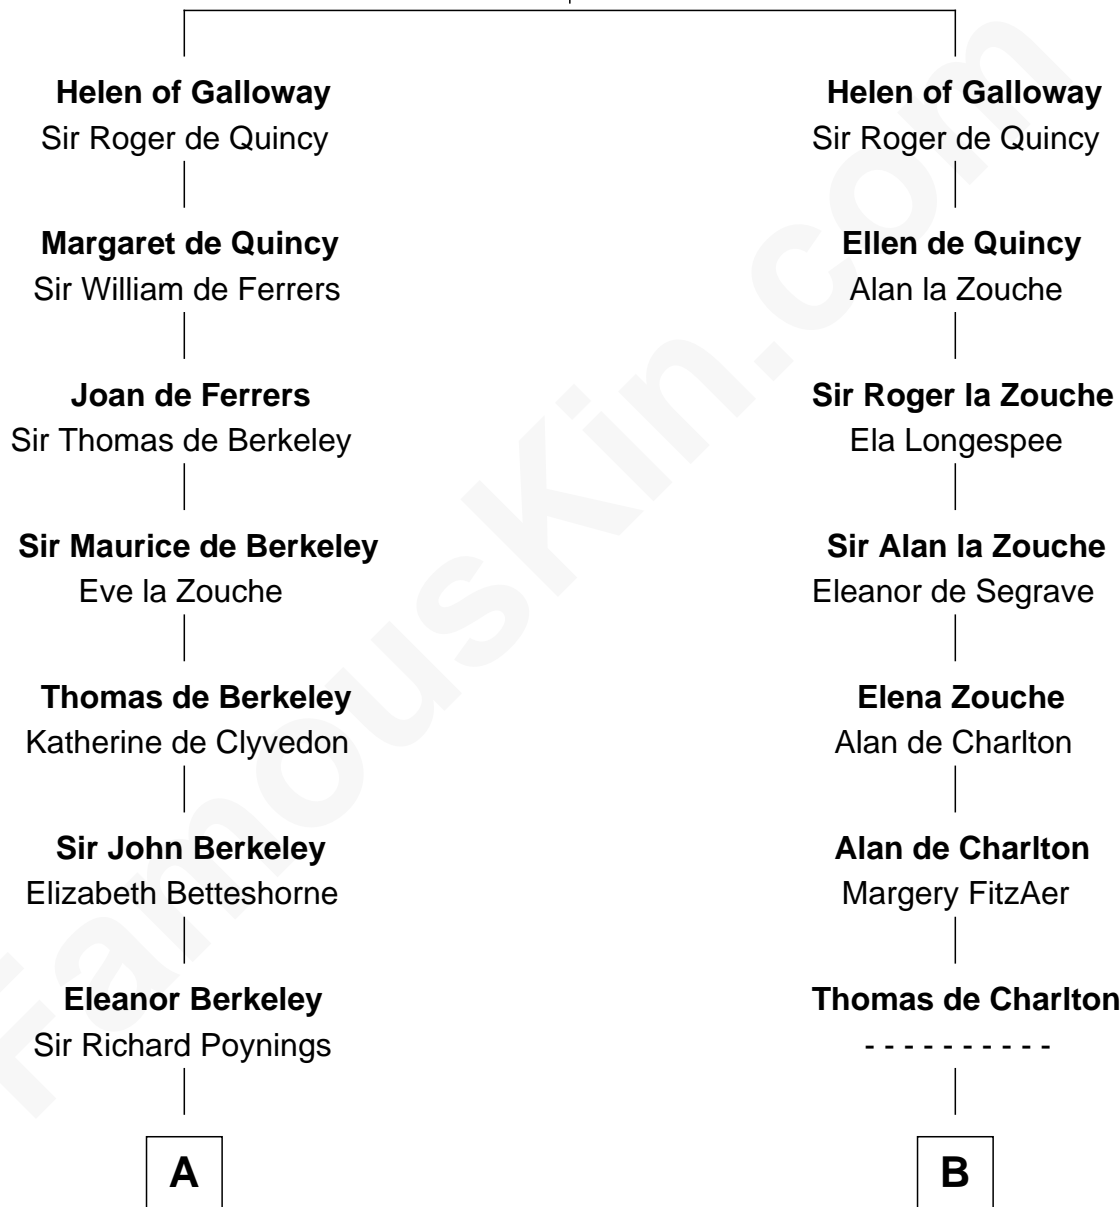 Helen of Galloway
Sir Roger de Quincy
Margaret de Quincy
Sir William de Ferrers
Joan de Ferrers
Sir Thomas de Berkeley
Sir Maurice de Berkeley
Eve la Zouche
Thomas de Berkeley
Katherine de Clyvedon
Sir John Berkeley
Elizabeth Betteshorne
Eleanor Berkeley
Sir Richard Poynings
A
Helen of Galloway
Sir Roger de Quincy
Ellen de Quincy
Alan la Zouche
Sir Roger la Zouche
Ela Longespee
Sir Alan la Zouche
Eleanor de Segrave
Elena Zouche
Alan de Charlton
Alan de Charlton
Margery FitzAer
Thomas de Charlton
- - - - - - - - - -
B
FamousKin.com